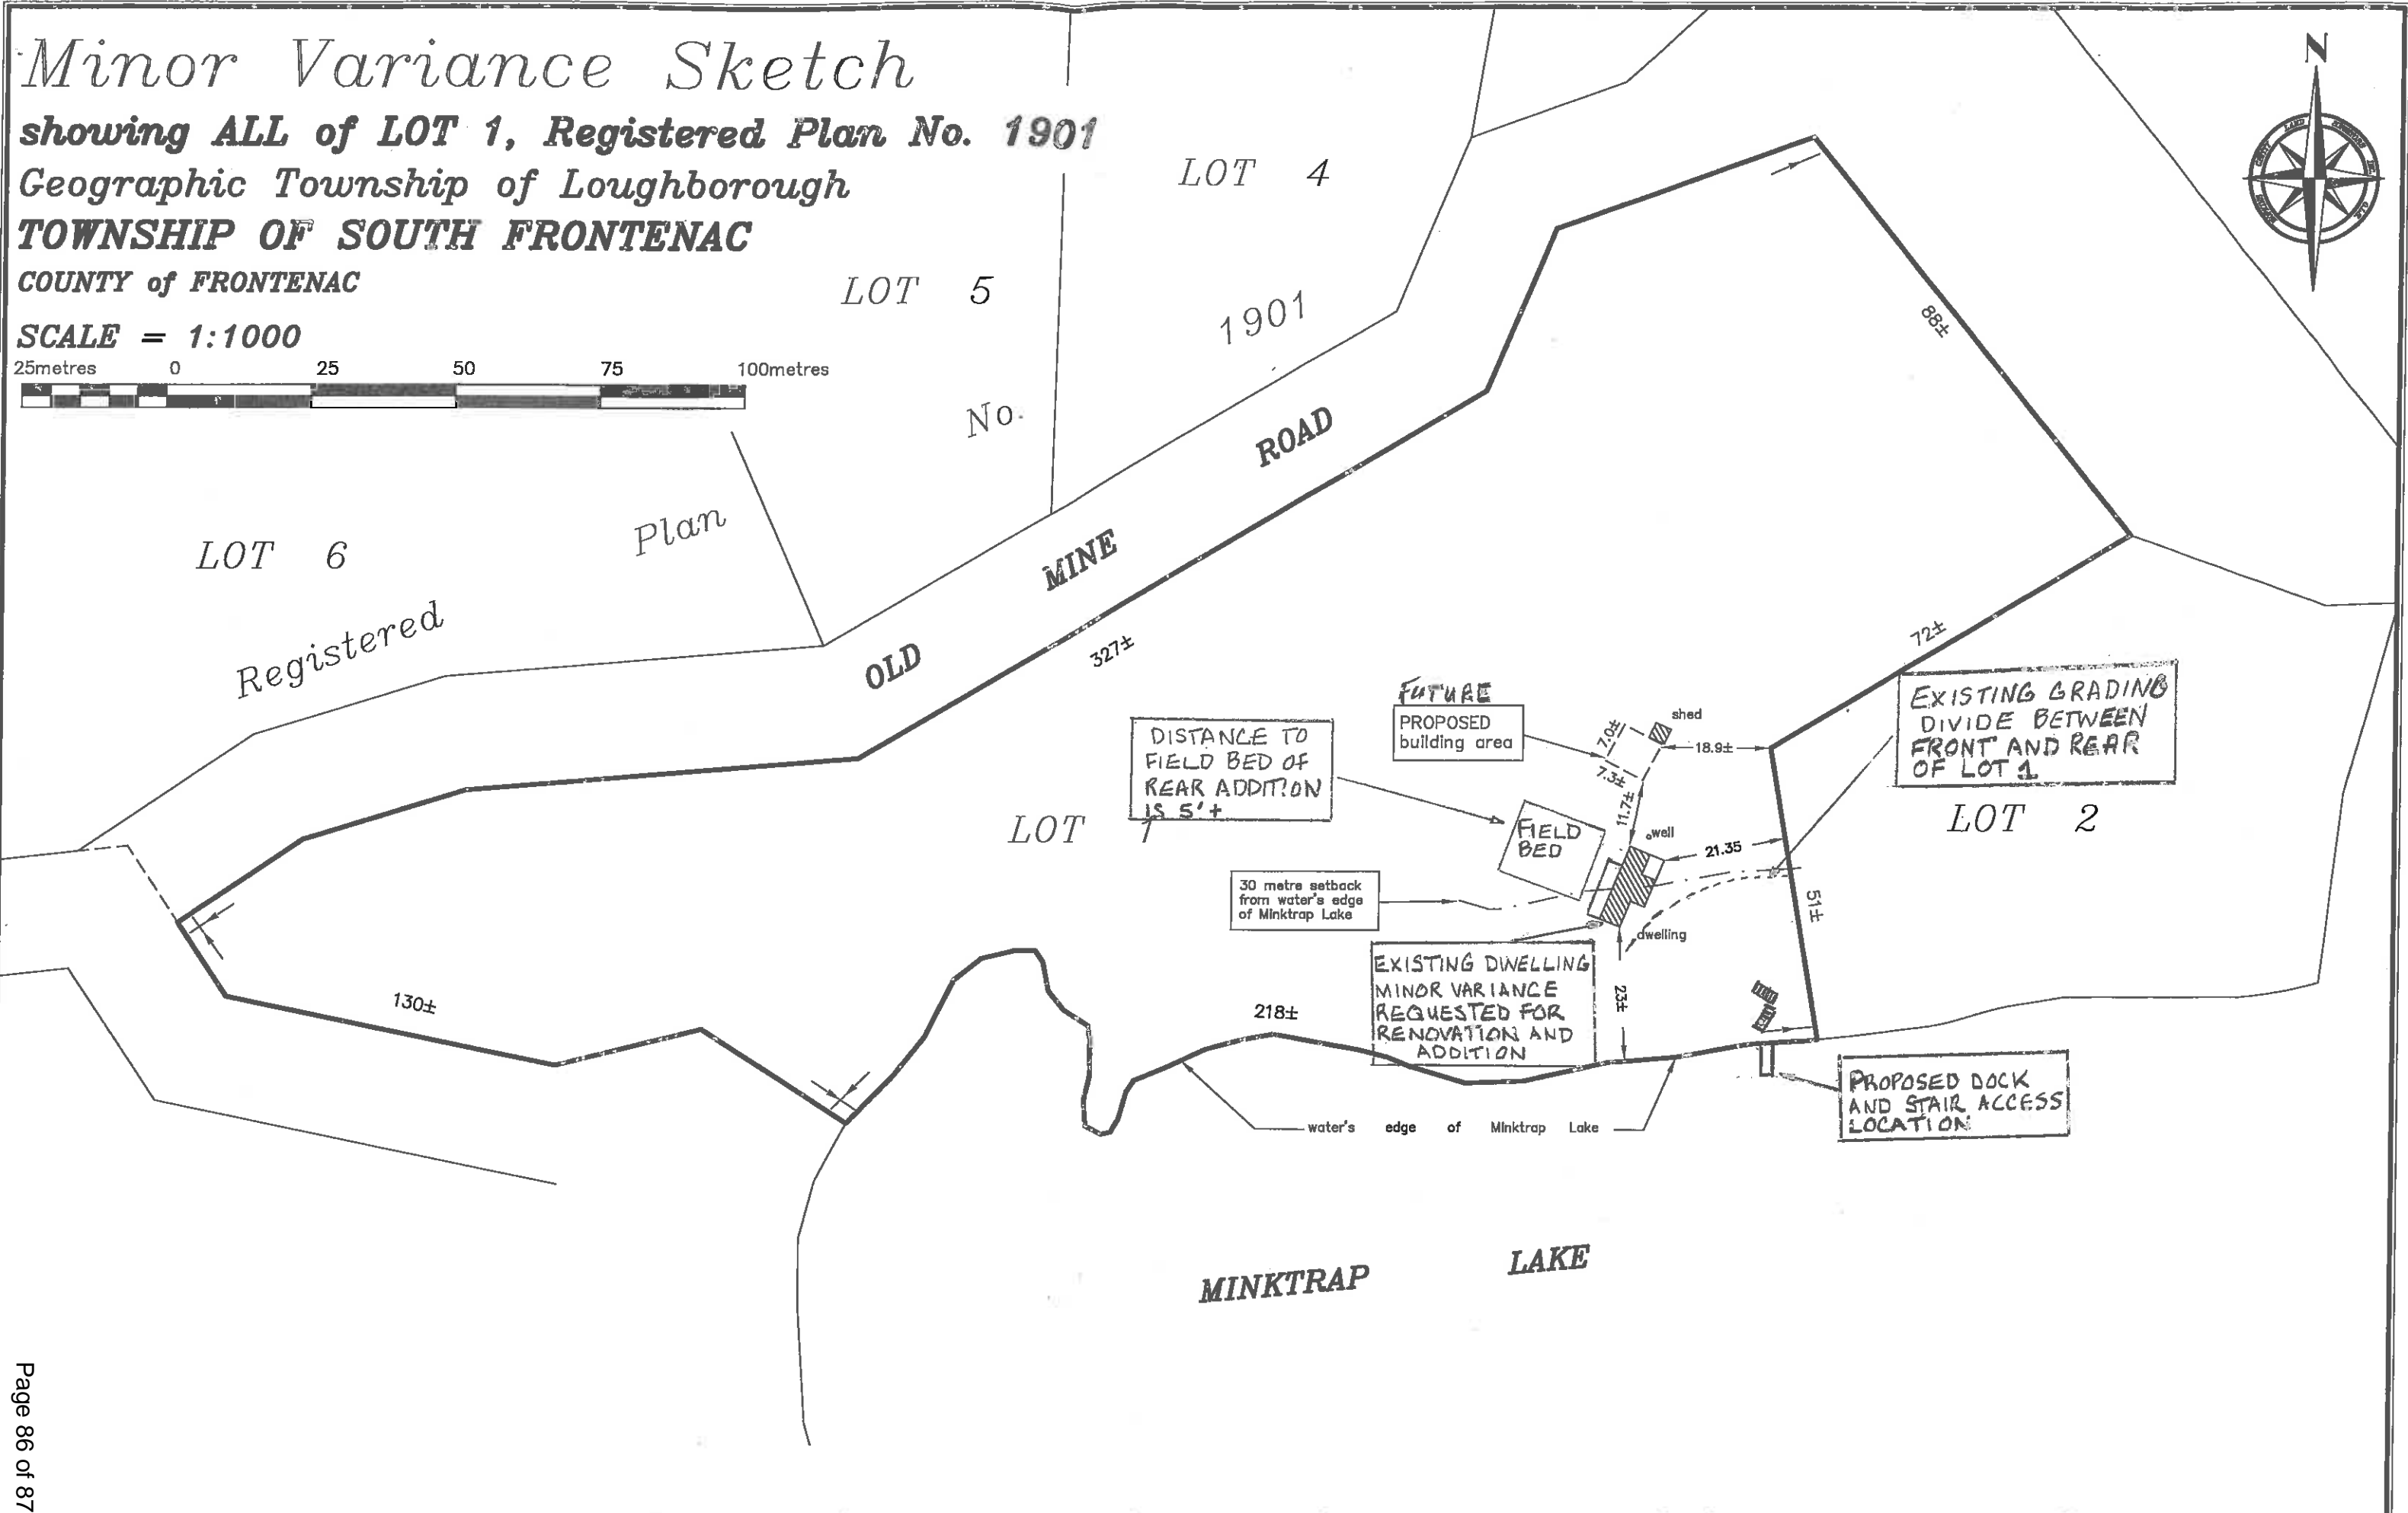 Minor Variance Sketch
showing ALL of LOT 1, Registered Plan No. 1901
Geographic Township of Loughborough
TOWNSHIP OF SOUTH FRONTENAC
COUNTY of FRONTENAC
SCALE = 1:1000
25metres 0 25 50 75 100metres
N
LOT 4
LOT 5
1901
No.
Plan
Registered
LOT 6
OLD MINE ROAD
88±
327±
72±
FUTURE
PROPOSED
building area
7.0±
shed
18.9±
7.3±
11.7±
EXISTING GRADING
DIVIDE BETWEEN
FRONT AND REAR
OF LOT 1
DISTANCE TO
FIELD BED OF
REAR ADDITION
IS 5'+
LOT 1
FIELD
BED
well
21.35
LOT 2
30 metre setback
from water's edge
of Minktrap Lake
51±
dwelling
EXISTING DWELLING
MINOR VARIANCE
REQUESTED FOR
RENOVATION AND
ADDITION
23±
130±
218±
PROPOSED DOCK
AND STAIR ACCESS
LOCATION
water's edge of Minktrap Lake
MINKTRAP LAKE
Page 86 of 87